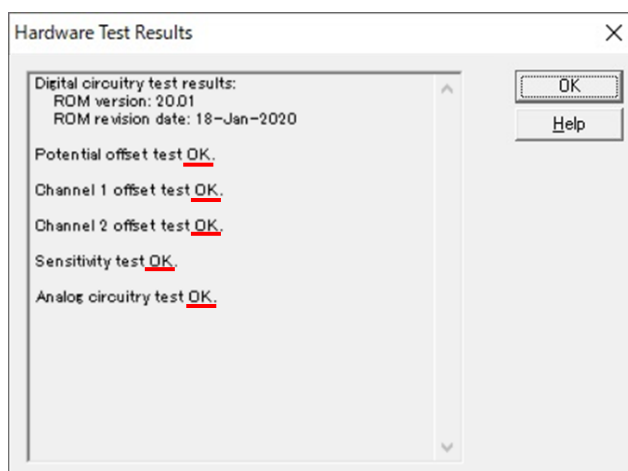 Hardware Test Results
Digital circuitry test results:
ROM version: 20.01
ROM revision date: 18-Jan-2020
Potential offset test OK.
Channel 1 offset test OK.
Channel 2 offset test OK.
Sensitivity test OK.
Analog circuitry test OK.
OK
Help